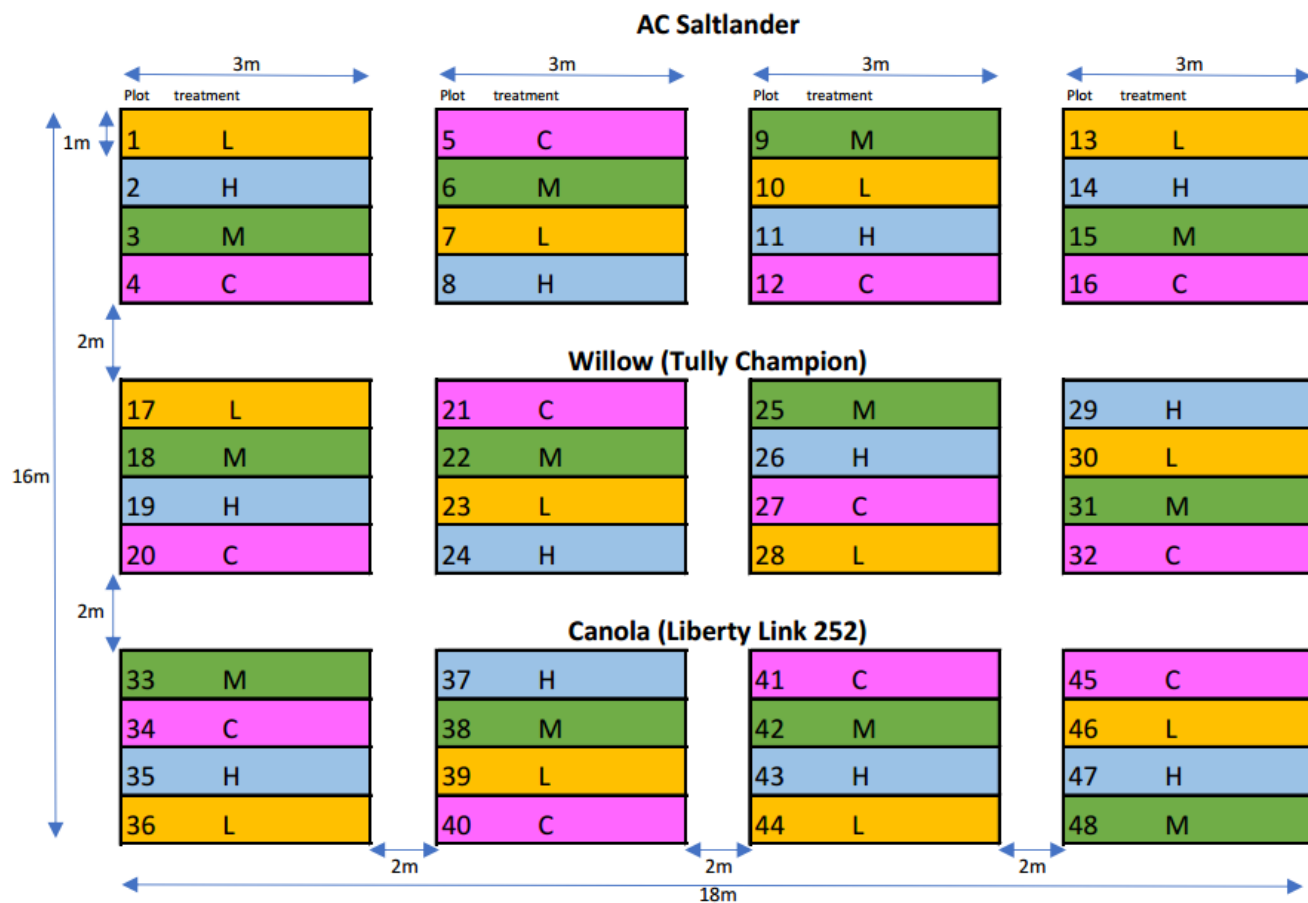 AC Saltlander
3m 3m 3m 3m
Plot treatment Plot treatment Plot treatment Plot treatment
1m
1 L 5 C 9 M 13 L
2 H 6 M 10 L 14 H
3 M 7 L 11 H 15 M
4 C 8 H 12 C 16 C
2m
Willow (Tully Champion)
17 L 21 C 25 M 29 H
18 M 22 M 26 H 30 L
16m
19 H 23 L 27 C 31 M
20 C 24 H 28 L 32 C
2m
Canola (Liberty Link 252)
33 M 37 H 41 C 45 C
34 C 38 M 42 M 46 L
35 H 39 L 43 H 47 H
36 L 40 C 44 L 48 M
2m 2m 2m
18m